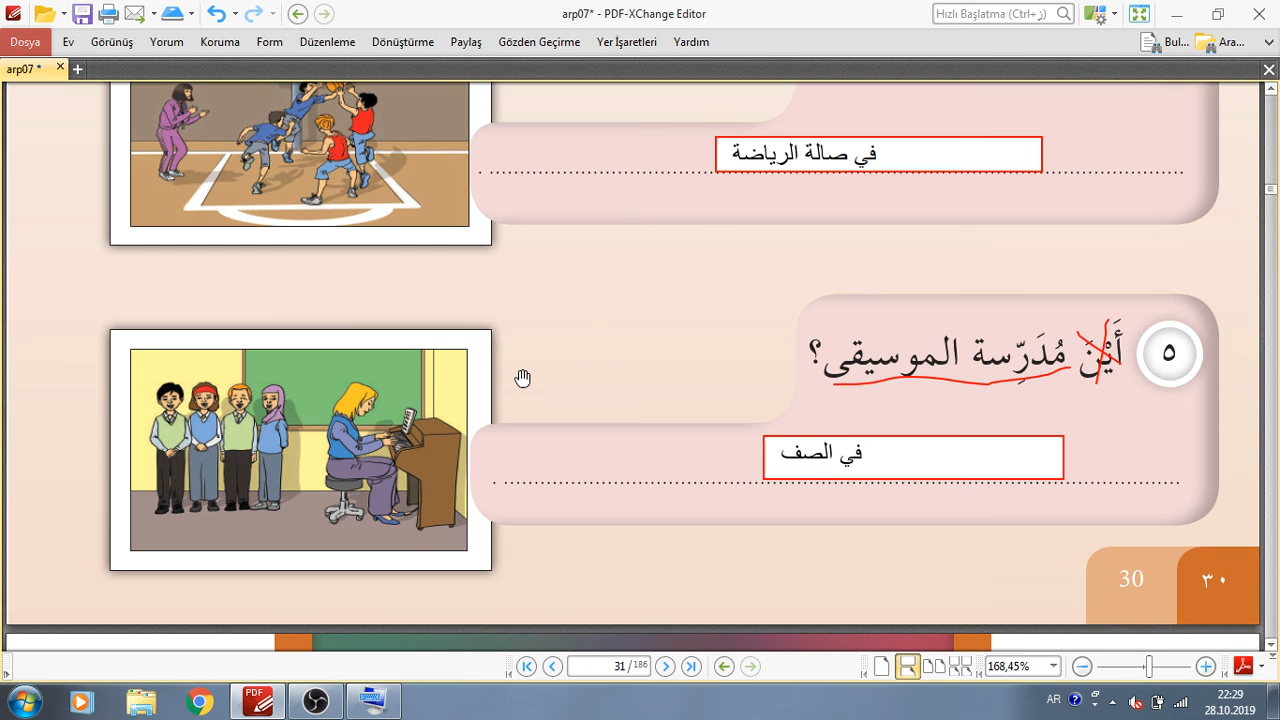 arp07* - PDF-XChange Editor
Hızlı Başlatma (Ctrl+ز)
Dosya Ev Görünüş Yorum Koruma Form Düzenleme Dönüştürme Paylaş Gözden Geçirme Yer İşaretleri Yardım
Bul... Ara...
arp07 *
في صالة الرياضة
٥
أَيْنَ مُدَرِّسة الموسيقى؟
في الصف
30 ٣٠
31 / 186
168,45%
PDF
AR
22:29
28.10.2019